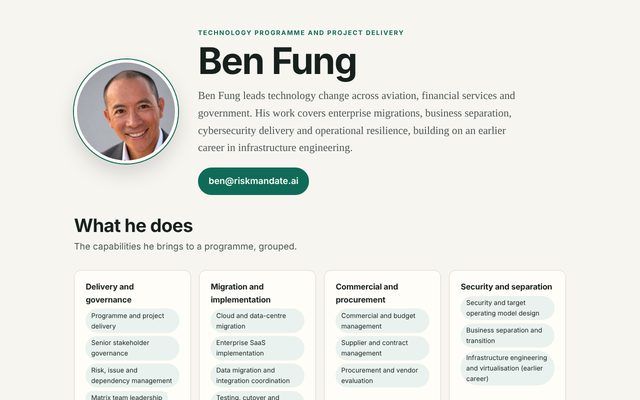 TECHNOLOGY PROGRAMME AND PROJECT DELIVERY
Ben Fung
Ben Fung leads technology change across aviation, financial services and
government. His work covers enterprise migrations, business separation,
cybersecurity delivery and operational resilience, building on an earlier
career in infrastructure engineering.
ben@riskmandate.ai
What he does
The capabilities he brings to a programme, grouped.
Delivery and
governance
Programme and project
delivery
Senior stakeholder
governance
Risk, issue and
dependency management
Matrix team leadership
Migration and
implementation
Cloud and data-centre
migration
Enterprise SaaS
implementation
Data migration and
integration coordination
Testing, cutover and
Commercial and
procurement
Commercial and budget
management
Supplier and contract
management
Procurement and vendor
evaluation
Security and separation
Security and target
operating model design
Business separation and
transition
Infrastructure engineering
and virtualisation (earlier
career)